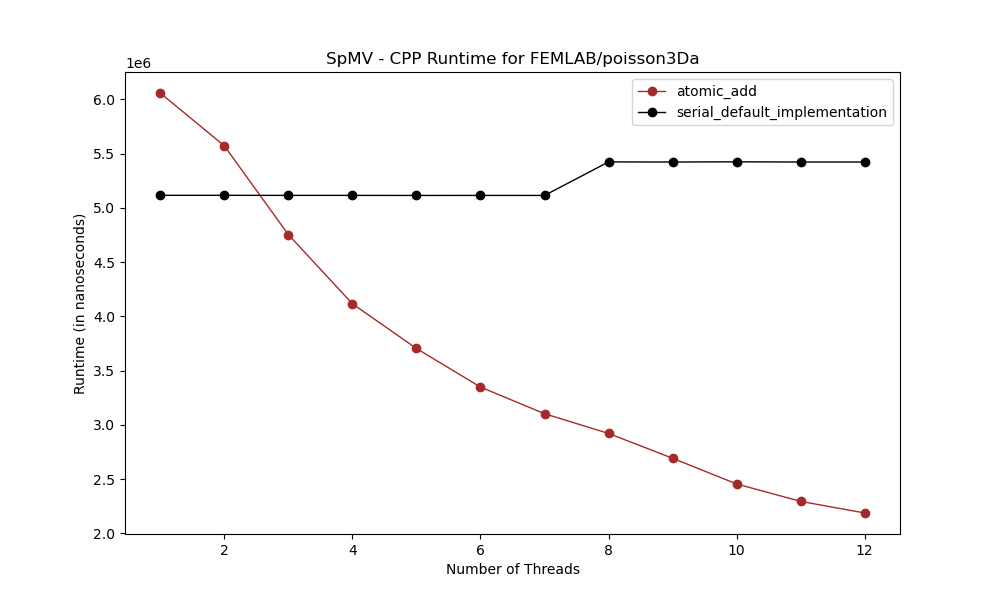 SpMV - CPP Runtime for FEMLAB/poisson3Da
1e6
atomic_add
serial_default_implementation
6.0
5.5
5.0
4.5
4.0
3.5
3.0
2.5
2.0
Runtime (in nanoseconds)
2 4 6 8 10 12
Number of Threads